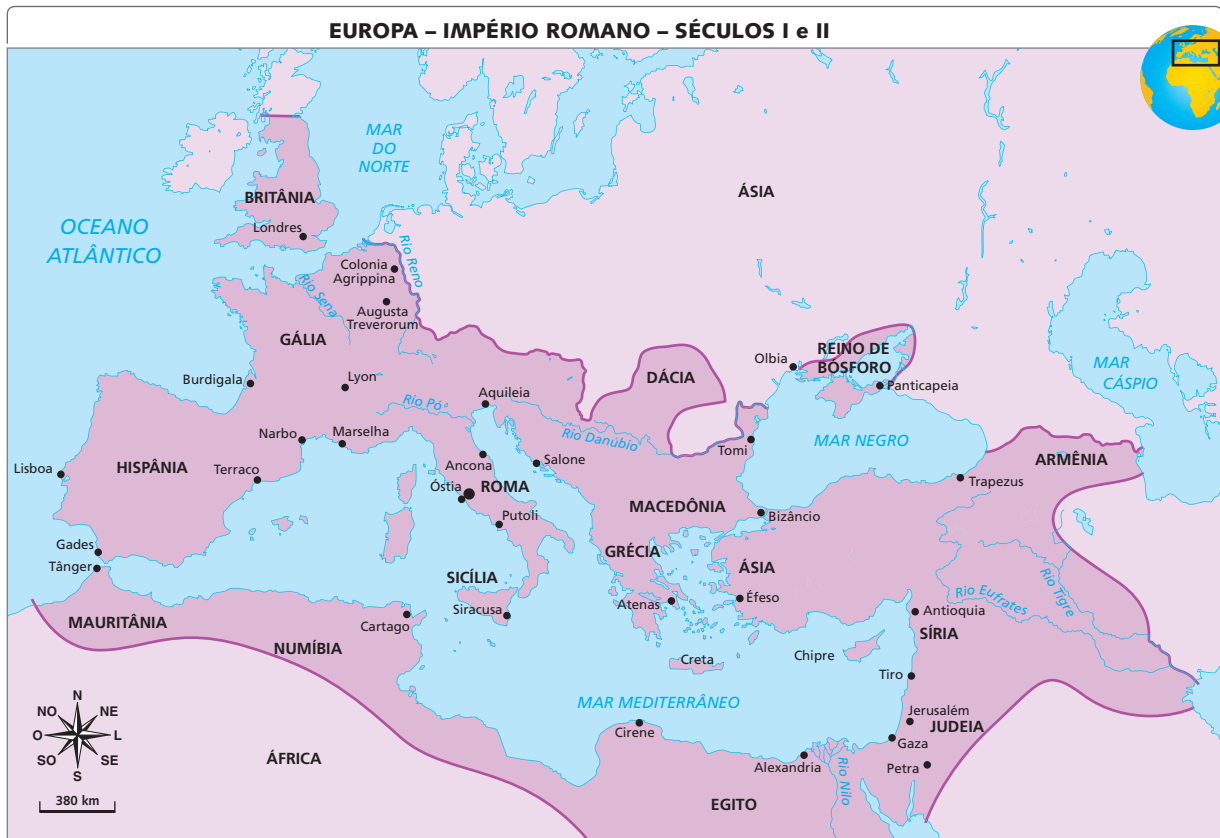 EUROPA – IMPÉRIO ROMANO – SÉCULOS I e II
MAR
DO
NORTE
ÁSIA
BRITÂNIA
Londres
OCEANO
ATLÂNTICO
Rio Reno
Colonia
Agrippina
Rio Sena
Augusta
Treverorum
GÁLIA
REINO DE
BÓSFORO
Olbia
MAR
CÁSPIO
DÁCIA
Burdigala
Lyon
Panticapeia
Aquileia
Rio Pó
Rio Danúbio
Narbo
Marselha
Tomi
MAR NEGRO
Lisboa
HISPÂNIA
Terraco
Ancona
Salone
ARMÊNIA
Trapezus
Óstia
ROMA
Putoli
MACEDÔNIA
Bizâncio
Gades
Tânger
GRÉCIA
ÁSIA
SICÍLIA
Siracusa
Atenas
Éfeso
Rio Eufrates
Rio Tigre
Antioquia
SÍRIA
MAURITÂNIA
Cartago
NUMÍBIA
Creta
Chipre
Tiro
MAR MEDITERRÂNEO
Jerusalém
JUDEIA
Cirene
Gaza
Alexandria
Petra
Rio Nilo
ÁFRICA
EGITO
N
NO
NE
O
L
SO
SE
S
380 km